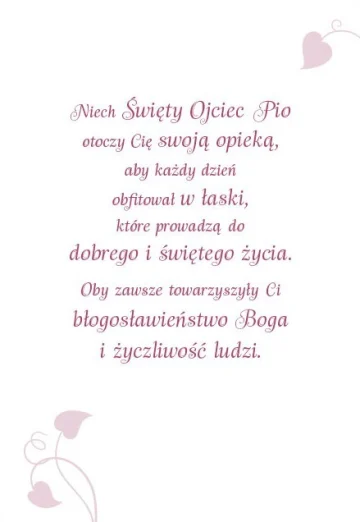 Niech Święty Ojciec Pio
otoczy Cię swoją opieką,
aby każdy dzień
obfitował w łaski,
które prowadzą do
dobrego i świętego życia.
Oby zawsze towarzyszyły Ci
błogosławieństwo Boga
i życzliwość ludzi.